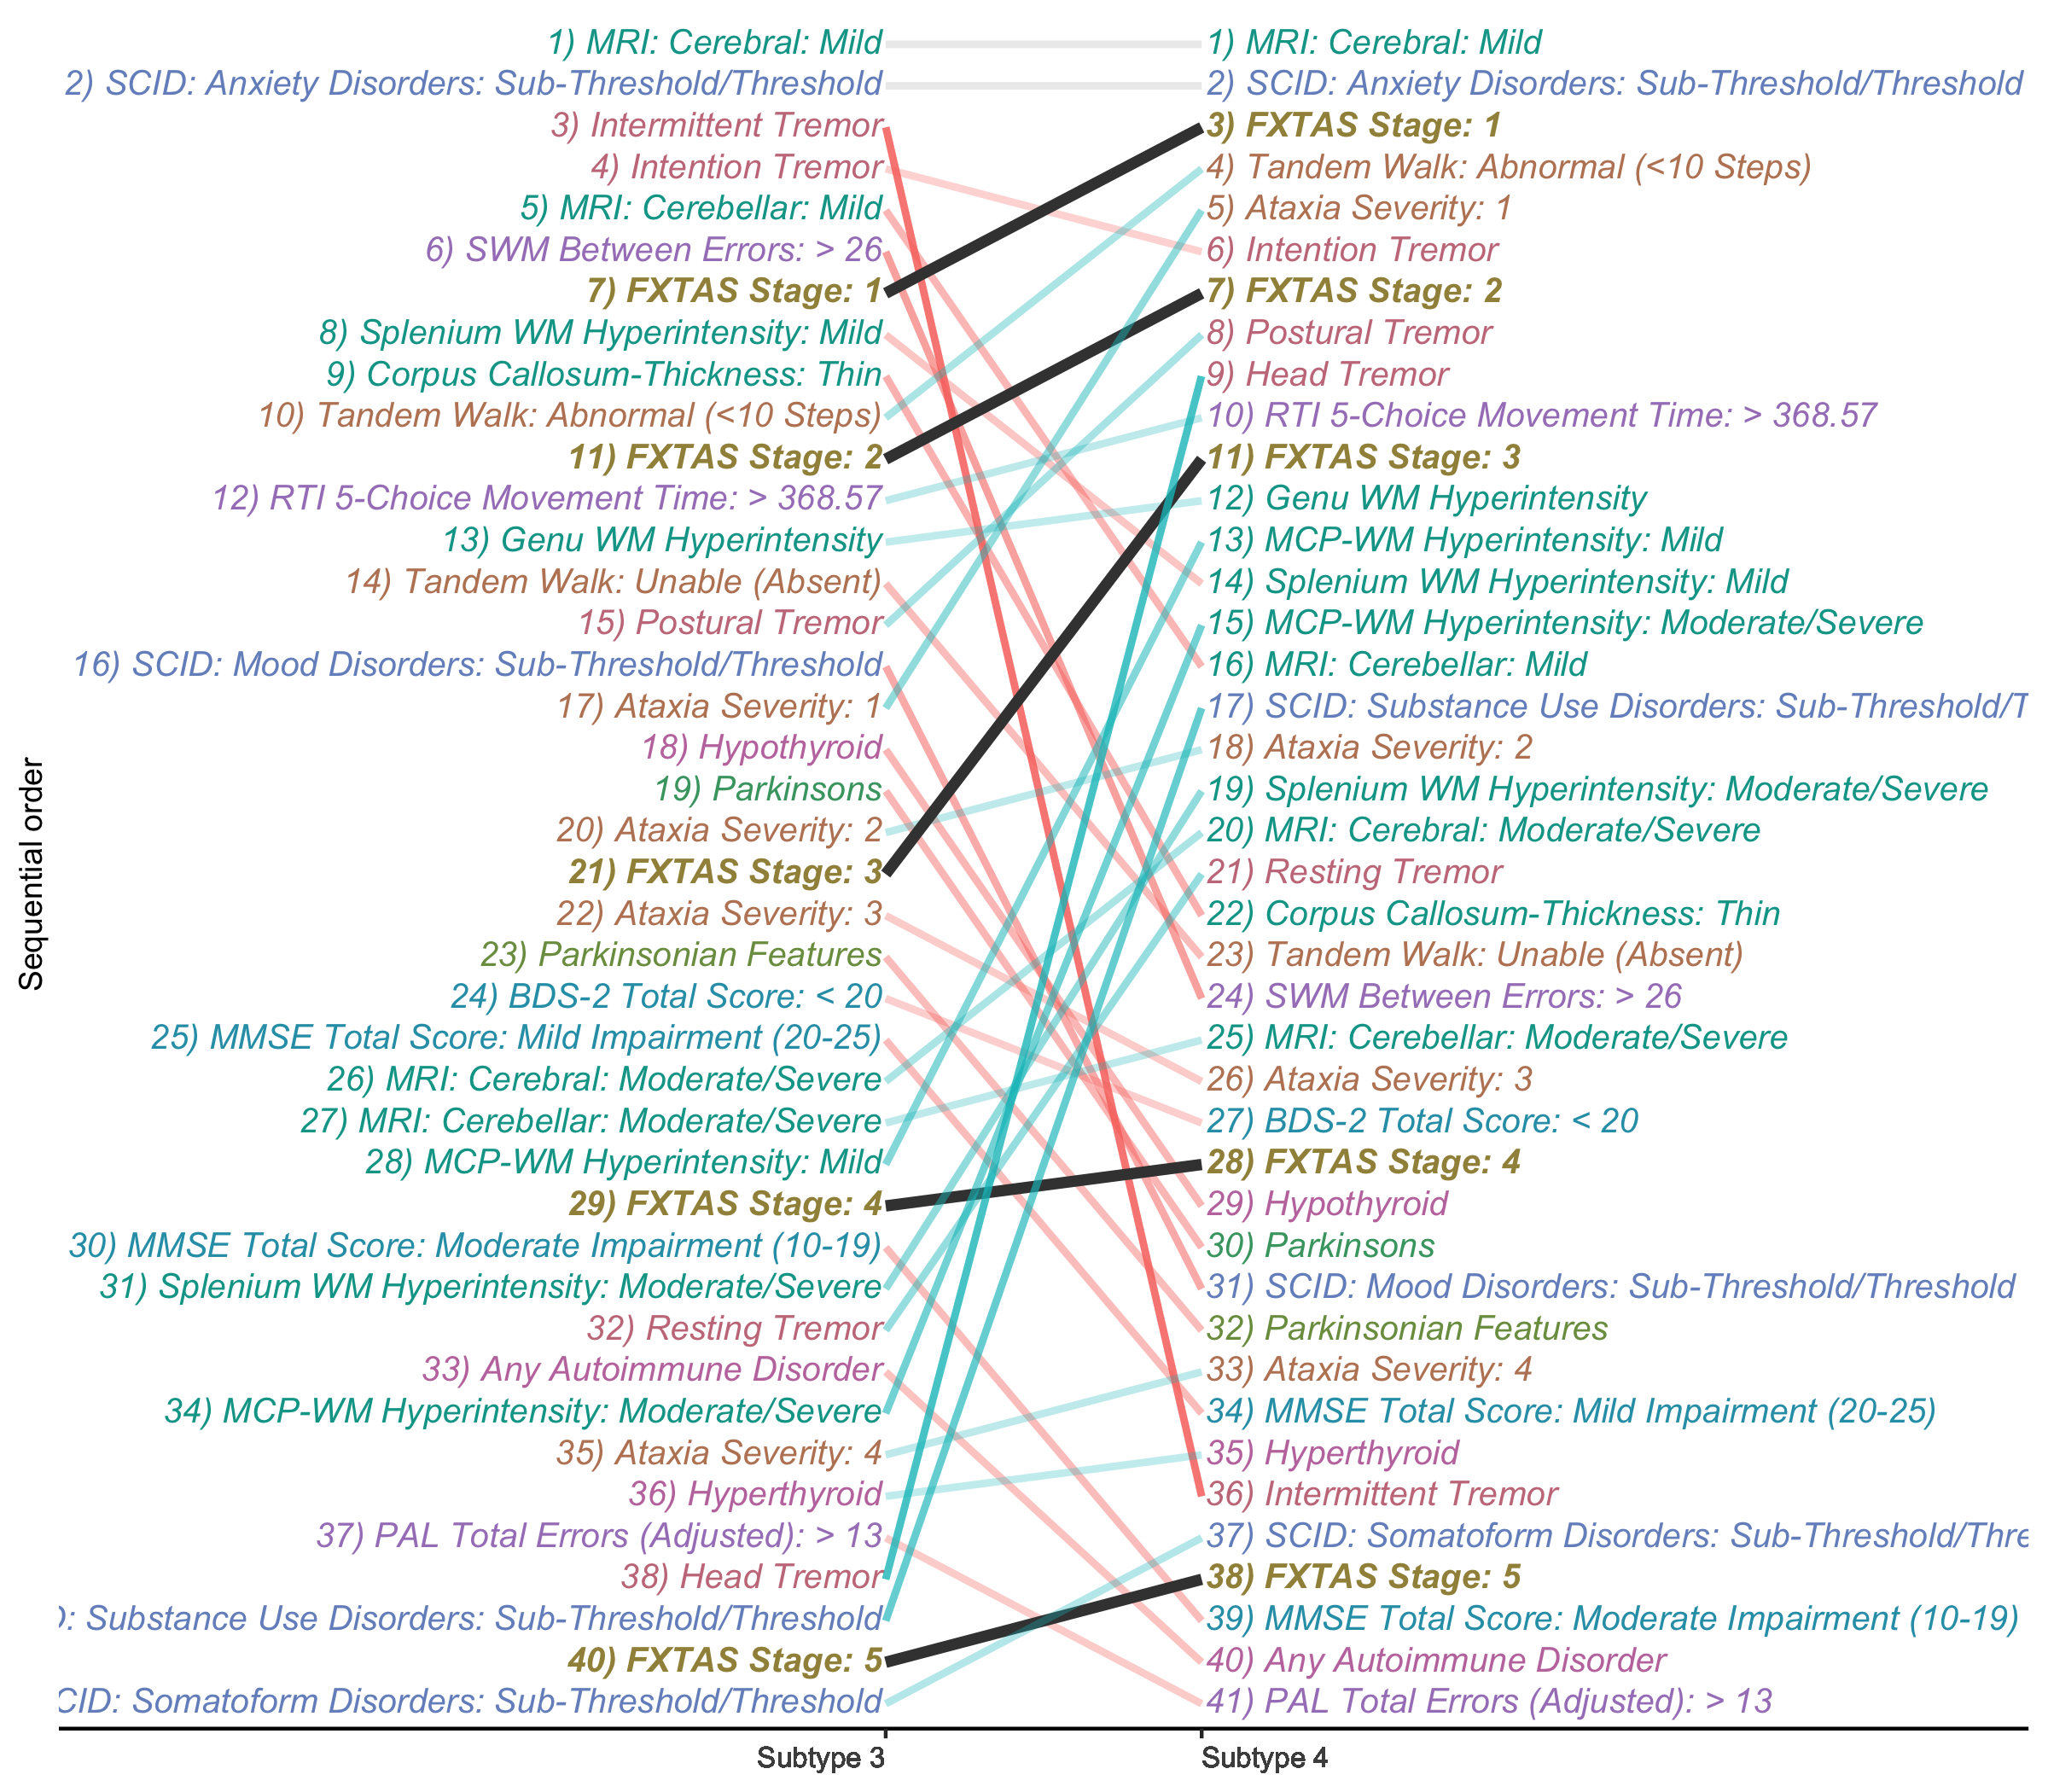 Sequential order
1) MRI: Cerebral: Mild
2) SCID: Anxiety Disorders: Sub-Threshold/Threshold
3) Intermittent Tremor
4) Intention Tremor
5) MRI: Cerebellar: Mild
6) SWM Between Errors: > 26
7) FXTAS Stage: 1
8) Splenium WM Hyperintensity: Mild
9) Corpus Callosum-Thickness: Thin
10) Tandem Walk: Abnormal (<10 Steps)
11) FXTAS Stage: 2
12) RTI 5-Choice Movement Time: > 368.57
13) Genu WM Hyperintensity
14) Tandem Walk: Unable (Absent)
15) Postural Tremor
16) SCID: Mood Disorders: Sub-Threshold/Threshold
17) Ataxia Severity: 1
18) Hypothyroid
19) Parkinsons
20) Ataxia Severity: 2
21) FXTAS Stage: 3
22) Ataxia Severity: 3
23) Parkinsonian Features
24) BDS-2 Total Score: < 20
25) MMSE Total Score: Mild Impairment (20-25)
26) MRI: Cerebral: Moderate/Severe
27) MRI: Cerebellar: Moderate/Severe
28) MCP-WM Hyperintensity: Mild
29) FXTAS Stage: 4
30) MMSE Total Score: Moderate Impairment (10-19)
31) Splenium WM Hyperintensity: Moderate/Severe
32) Resting Tremor
33) Any Autoimmune Disorder
34) MCP-WM Hyperintensity: Moderate/Severe
35) Ataxia Severity: 4
36) Hyperthyroid
37) PAL Total Errors (Adjusted): > 13
38) Head Tremor
: Substance Use Disorders: Sub-Threshold/Threshold
40) FXTAS Stage: 5
CID: Somatoform Disorders: Sub-Threshold/Threshold
1) MRI: Cerebral: Mild
2) SCID: Anxiety Disorders: Sub-Threshold/Threshold
3) FXTAS Stage: 1
4) Tandem Walk: Abnormal (<10 Steps)
5) Ataxia Severity: 1
6) Intention Tremor
7) FXTAS Stage: 2
8) Postural Tremor
9) Head Tremor
10) RTI 5-Choice Movement Time: > 368.57
11) FXTAS Stage: 3
12) Genu WM Hyperintensity
13) MCP-WM Hyperintensity: Mild
14) Splenium WM Hyperintensity: Mild
15) MCP-WM Hyperintensity: Moderate/Severe
16) MRI: Cerebellar: Mild
17) SCID: Substance Use Disorders: Sub-Threshold/T
18) Ataxia Severity: 2
19) Splenium WM Hyperintensity: Moderate/Severe
20) MRI: Cerebral: Moderate/Severe
21) Resting Tremor
22) Corpus Callosum-Thickness: Thin
23) Tandem Walk: Unable (Absent)
24) SWM Between Errors: > 26
25) MRI: Cerebellar: Moderate/Severe
26) Ataxia Severity: 3
27) BDS-2 Total Score: < 20
28) FXTAS Stage: 4
29) Hypothyroid
30) Parkinsons
31) SCID: Mood Disorders: Sub-Threshold/Threshold
32) Parkinsonian Features
33) Ataxia Severity: 4
34) MMSE Total Score: Mild Impairment (20-25)
35) Hyperthyroid
36) Intermittent Tremor
37) SCID: Somatoform Disorders: Sub-Threshold/Thre
38) FXTAS Stage: 5
39) MMSE Total Score: Moderate Impairment (10-19)
40) Any Autoimmune Disorder
41) PAL Total Errors (Adjusted): > 13
Subtype 3
Subtype 4